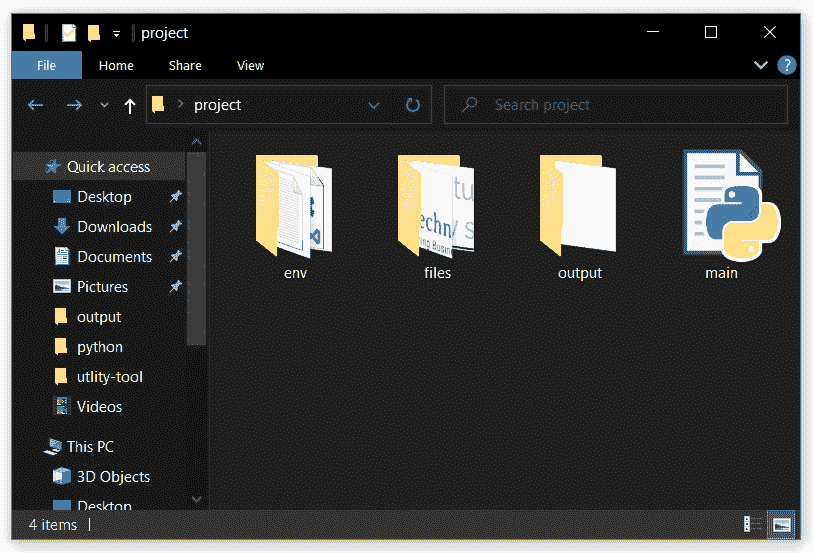 project
File Home Share View
?
project
Search project
Quick access
Desktop
Downloads
Documents
Pictures
output
python
utlity-tool
Videos
This PC
3D Objects
Desktop
env
files
output
main
4 items